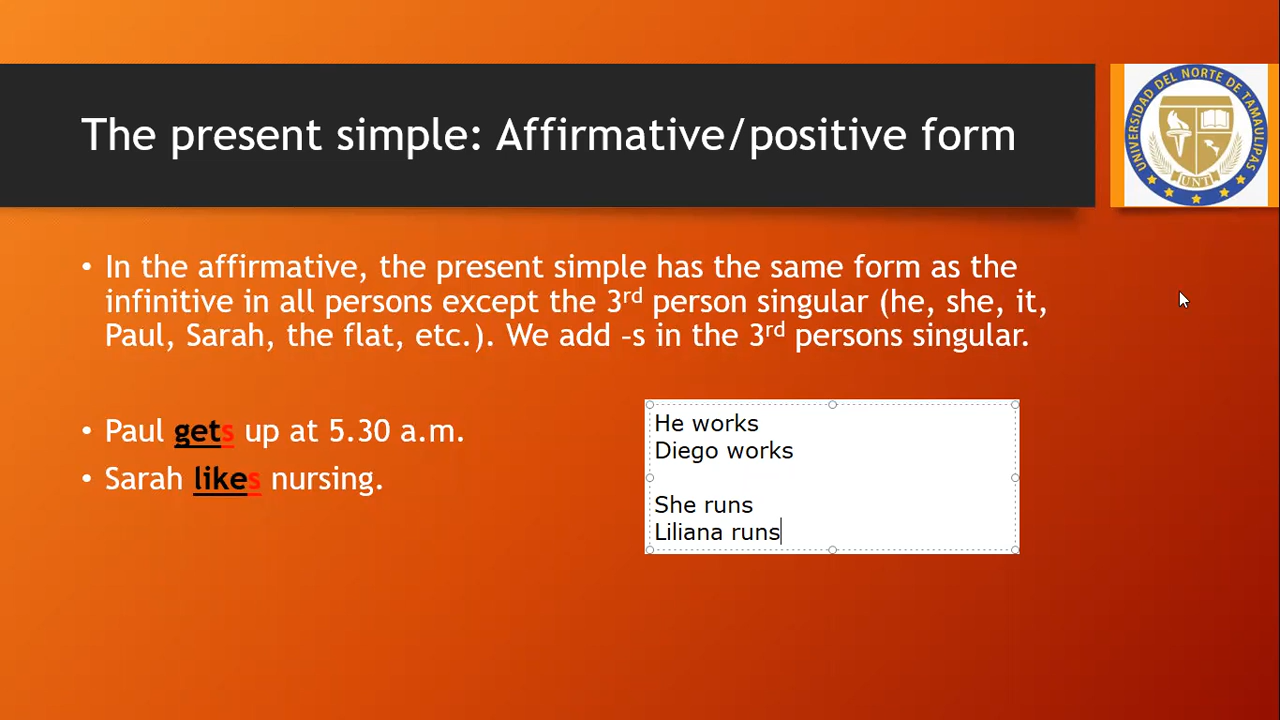 The present simple: Affirmative/positive form
UNIVERSIDAD DEL NORTE DE TAMAULIPAS
UNT
• In the affirmative, the present simple has the same form as the
infinitive in all persons except the 3rd person singular (he, she, it,
Paul, Sarah, the flat, etc.). We add –s in the 3rd persons singular.
• Paul gets up at 5.30 a.m.
• Sarah likes nursing.
He works
Diego works
She runs
Liliana runs